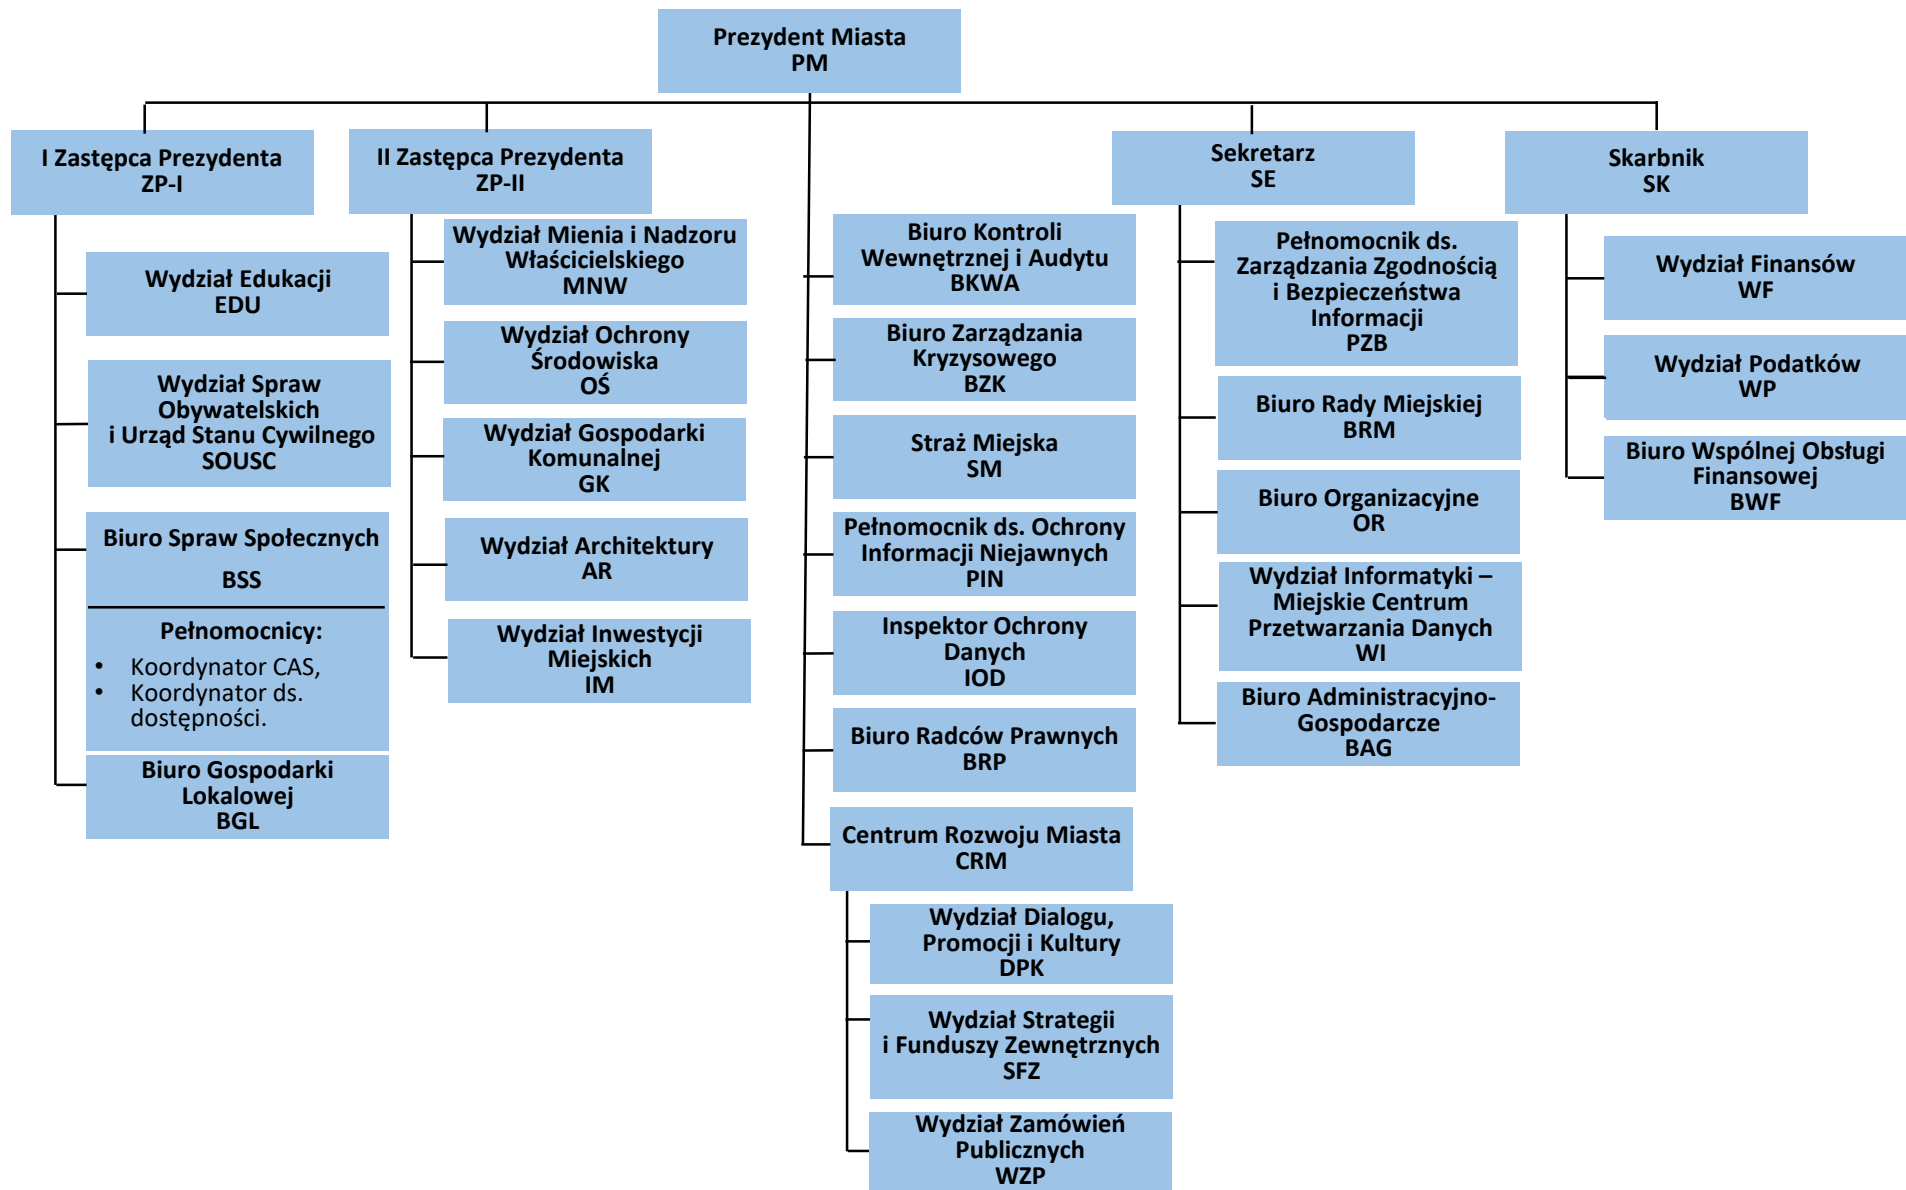 Prezydent Miasta
PM
I Zastępca Prezydenta
ZP-I
Wydział Edukacji
EDU
Wydział Spraw
Obywatelskich
i Urząd Stanu Cywilnego
SOUSC
Biuro Spraw Społecznych
BSS
Pełnomocnicy:
• Koordynator CAS,
• Koordynator ds.
dostępności.
Biuro Gospodarki
Lokalowej
BGL
II Zastępca Prezydenta
ZP-II
Wydział Mienia i Nadzoru
Właścicielskiego
MNW
Wydział Ochrony
Środowiska
OŚ
Wydział Gospodarki
Komunalnej
GK
Wydział Architektury
AR
Wydział Inwestycji
Miejskich
IM
Biuro Kontroli
Wewnętrznej i Audytu
BKWA
Biuro Zarządzania
Kryzysowego
BZK
Straż Miejska
SM
Pełnomocnik ds. Ochrony
Informacji Niejawnych
PIN
Inspektor Ochrony
Danych
IOD
Biuro Radców Prawnych
BRP
Centrum Rozwoju Miasta
CRM
Wydział Dialogu,
Promocji i Kultury
DPK
Wydział Strategii
i Funduszy Zewnętrznych
SFZ
Wydział Zamówień
Publicznych
WZP
Sekretarz
SE
Pełnomocnik ds.
Zarządzania Zgodnością
i Bezpieczeństwa
Informacji
PZB
Biuro Rady Miejskiej
BRM
Biuro Organizacyjne
OR
Wydział Informatyki –
Miejskie Centrum
Przetwarzania Danych
WI
Biuro Administracyjno-
Gospodarcze
BAG
Skarbnik
SK
Wydział Finansów
WF
Wydział Podatków
WP
Biuro Wspólnej Obsługi
Finansowej
BWF